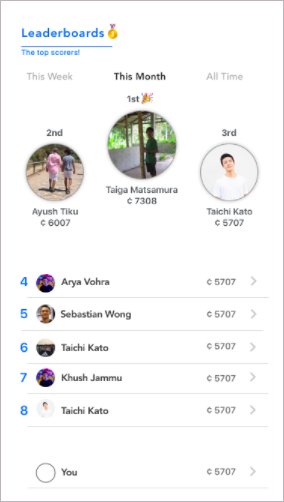 Leaderboards🏅
The top scorers!
This Week
This Month
All Time
1st 🎉
2nd
3rd
Taiga Matsamura
¢ 7308
Ayush Tiku
¢ 6007
Taichi Kato
¢ 5707
4 Arya Vohra ¢ 5707
5 Sebastian Wong ¢ 5707
6 Taichi Kato ¢ 5707
7 Khush Jammu ¢ 5707
8 Taichi Kato ¢ 5707
You ¢ 5707